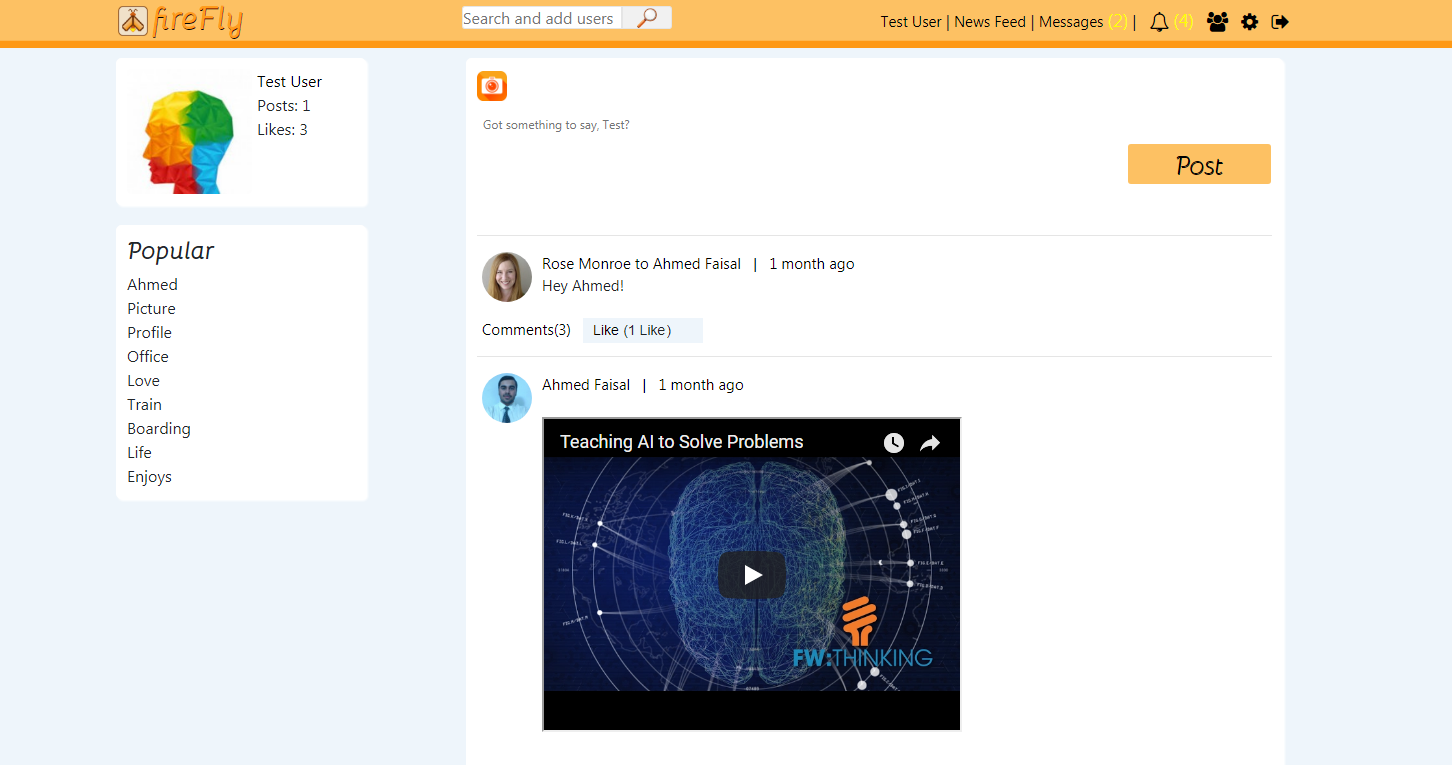 fireFly
Search and add users
Test User | News Feed | Messages (2) | (4)
Test User
Posts: 1
Likes: 3
Popular
Ahmed
Picture
Profile
Office
Love
Train
Boarding
Life
Enjoys
Got something to say, Test?
Post
Rose Monroe to Ahmed Faisal | 1 month ago
Hey Ahmed!
Comments(3) Like (1 Like)
Ahmed Faisal | 1 month ago
Teaching AI to Solve Problems
FW:THINKING